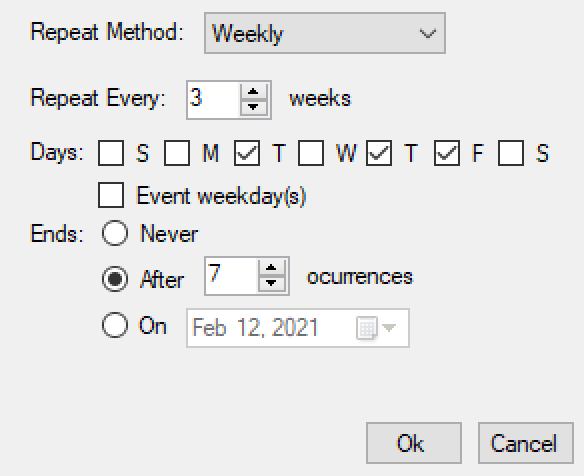 Repeat Method: Weekly
Repeat Every: 3 weeks
Days: S M T W T F S
Event weekday(s)
Ends: Never
After 7 ocurrences
On Feb 12, 2021
Ok Cancel